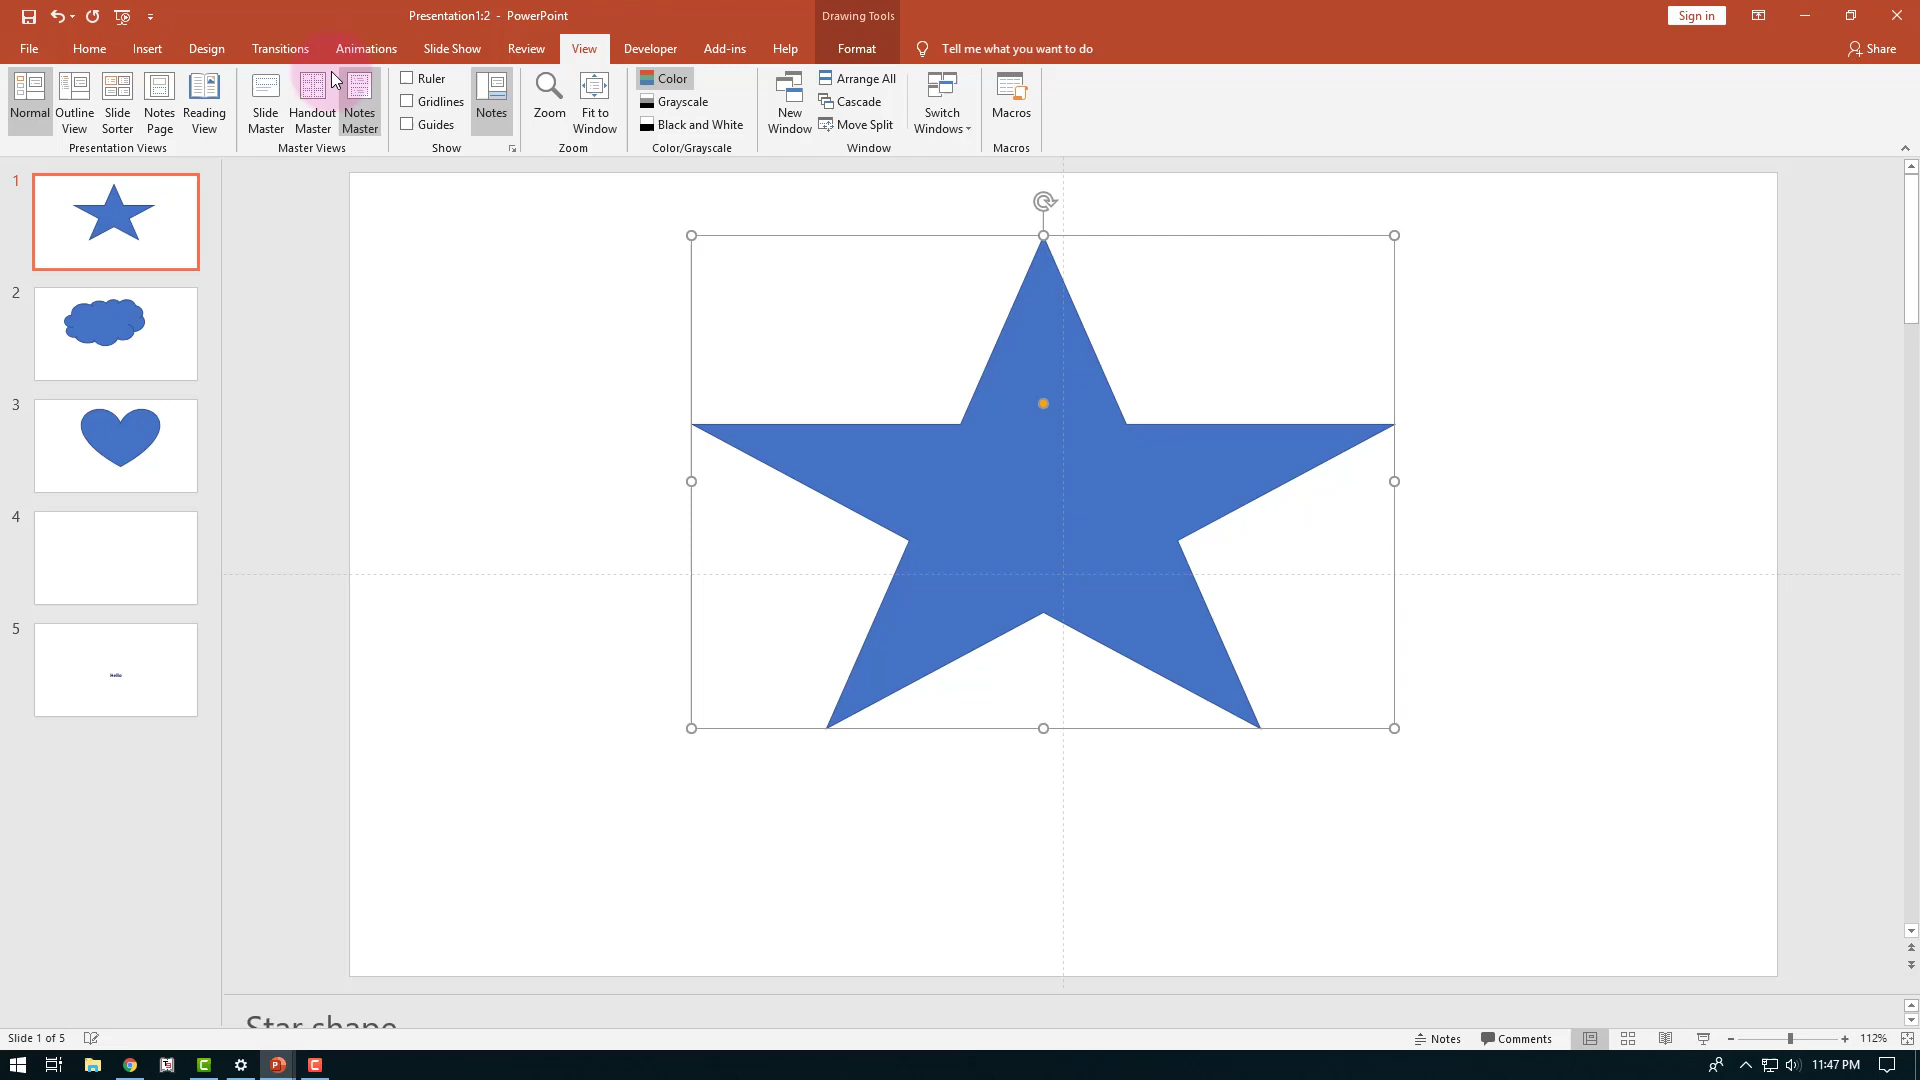 Presentation1:2 - PowerPoint
Drawing Tools
Sign in
File Home Insert Design Transitions Animations Slide Show Review View Developer Add-ins Help Format Tell me what you want to do Share
Normal
Outline View
Slide Sorter
Notes Page
Reading View
Presentation Views
Slide Master
Handout Master
Notes Master
Master Views
Ruler
Gridlines
Guides
Notes
Show
Zoom
Fit to Window
Zoom
Color
Grayscale
Black and White
Color/Grayscale
New Window
Arrange All
Cascade
Move Split
Switch Windows
Window
Macros
Macros
1
2
3
4
5
Hello
Star shape
Slide 1 of 5
Notes
Comments
112%
11:47 PM